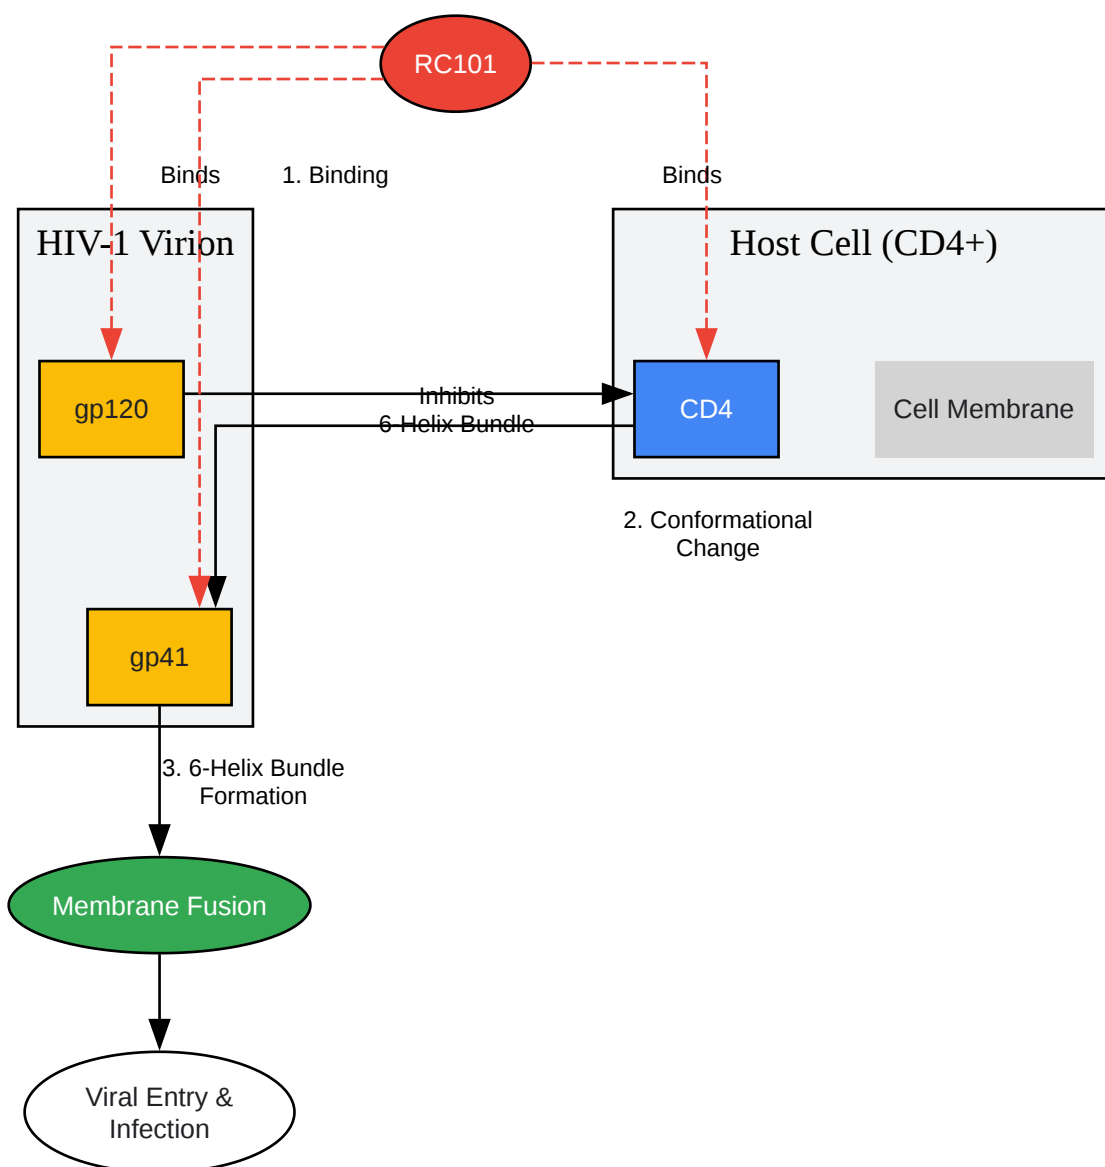 RC101
Binds
1. Binding
Binds
HIV-1 Virion
Host Cell (CD4+)
gp120
Inhibits
6-Helix Bundle
CD4
Cell Membrane
2. Conformational
Change
gp41
3. 6-Helix Bundle
Formation
Membrane Fusion
Viral Entry &
Infection